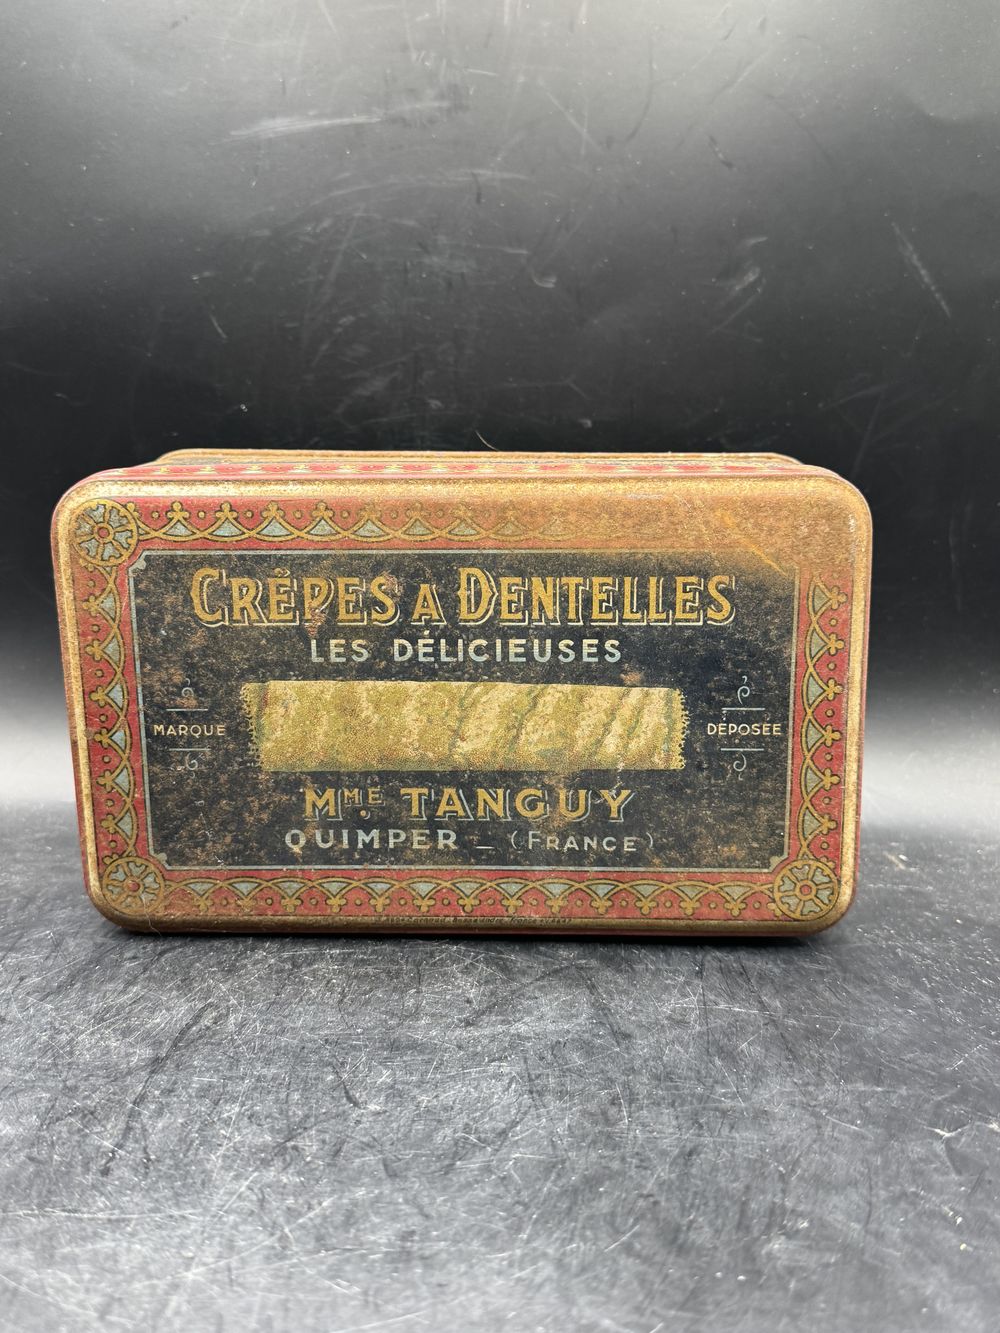 CRÊPES A DENTELLES
LES DÉLICIEUSES
MARQUE
DÉPOSÉE
MME TANGUY
QUIMPER _ (FRANCE)